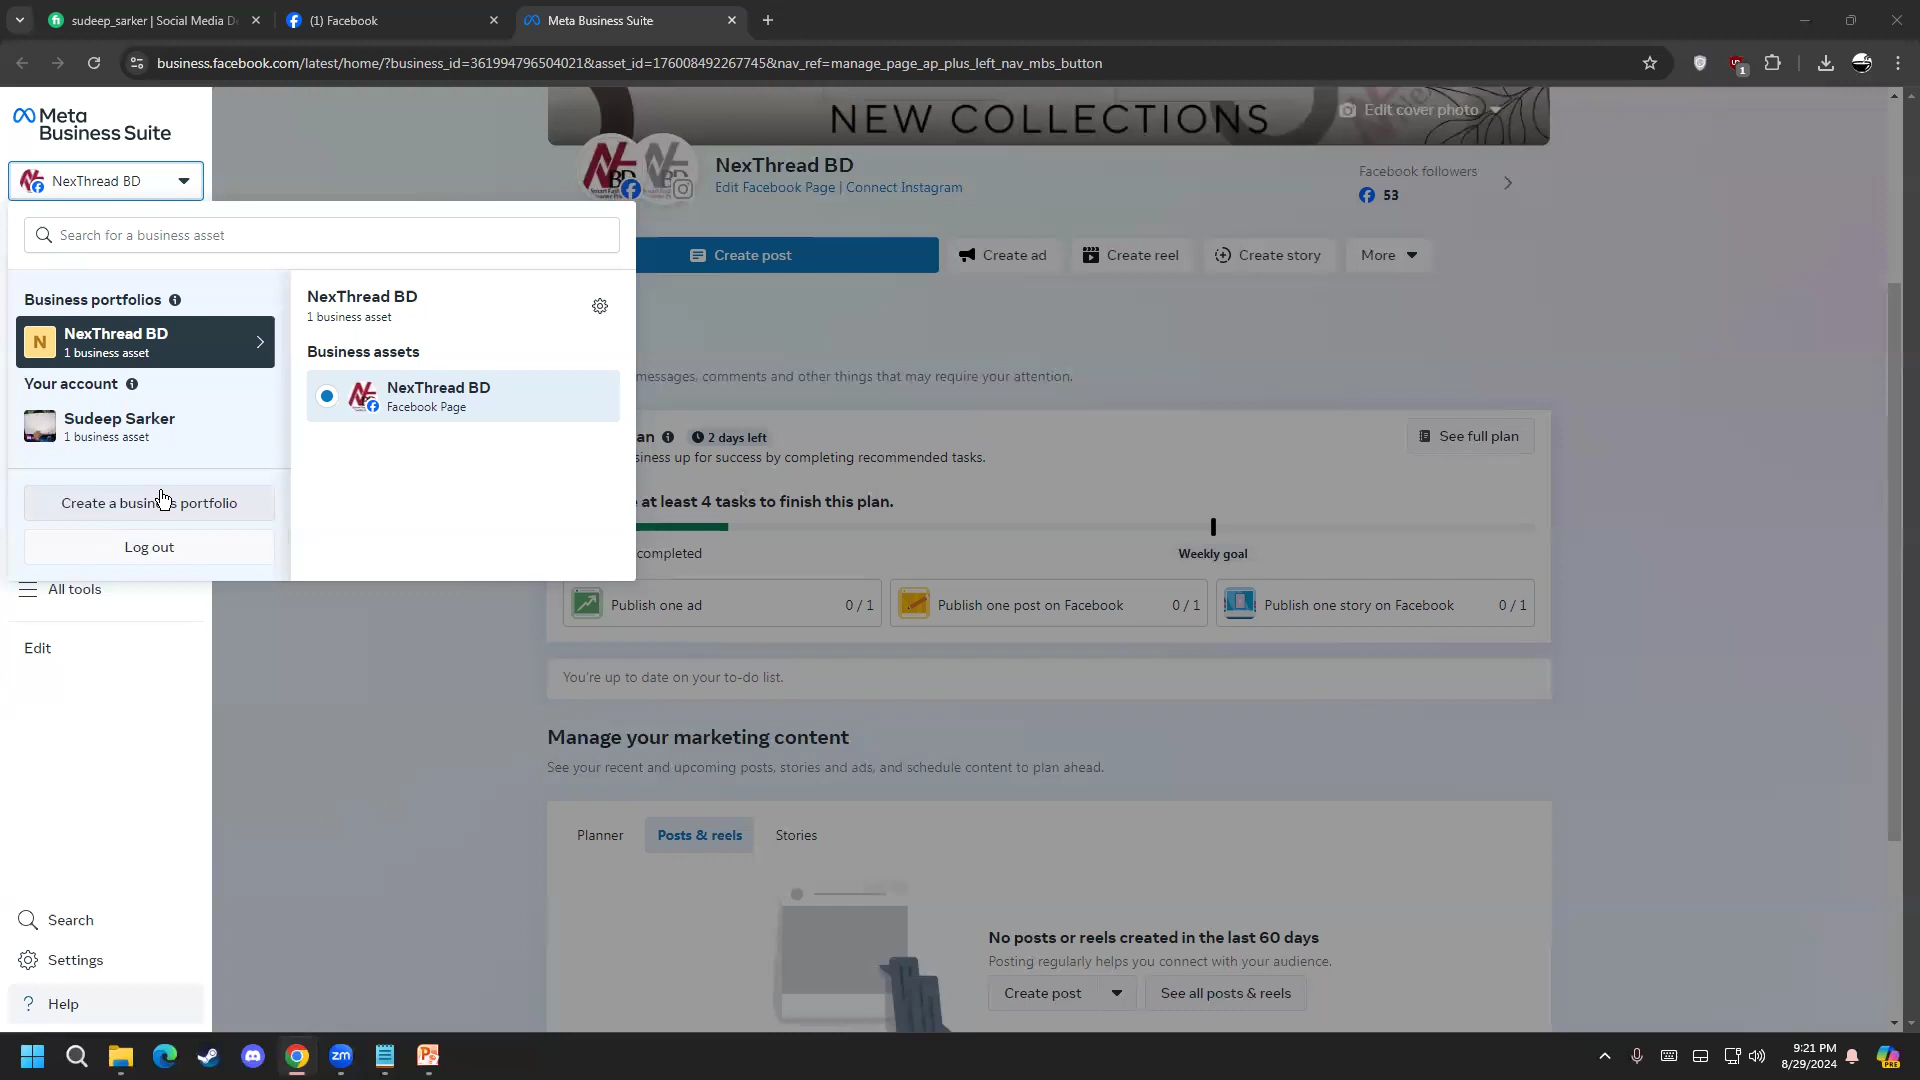 sudeep_sarker | Social Media D
(1) Facebook
Meta Business Suite
business.facebook.com/latest/home/?business_id=361994796504021&asset_id=176008492267745&nav_ref=manage_page_ap_plus_left_nav_mbs_button
1
Meta
Business Suite
NexThread BD
Search for a business asset
Business portfolios
N
NexThread BD
1 business asset
Your account
Sudeep Sarker
1 business asset
Create a business portfolio
Log out
NexThread BD
1 business asset
Business assets
NexThread BD
Facebook Page
All tools
Edit
Search
Settings
? Help
NEW COLLECTIONS
Edit cover photo
NexThread BD
Edit Facebook Page | Connect Instagram
Facebook followers
53
Create post
Create ad
Create reel
Create story
More
messages, comments and other things that may require your attention.
an
2 days left
See full plan
siness up for success by completing recommended tasks.
at least 4 tasks to finish this plan.
completed
Weekly goal
Publish one ad
0 / 1
Publish one post on Facebook
0 / 1
Publish one story on Facebook
0 / 1
You're up to date on your to-do list.
Manage your marketing content
See your recent and upcoming posts, stories and ads, and schedule content to plan ahead.
Planner
Posts & reels
Stories
No posts or reels created in the last 60 days
Posting regularly helps you connect with your audience.
Create post
See all posts & reels
zm
9:21 PM
8/29/2024
PRE